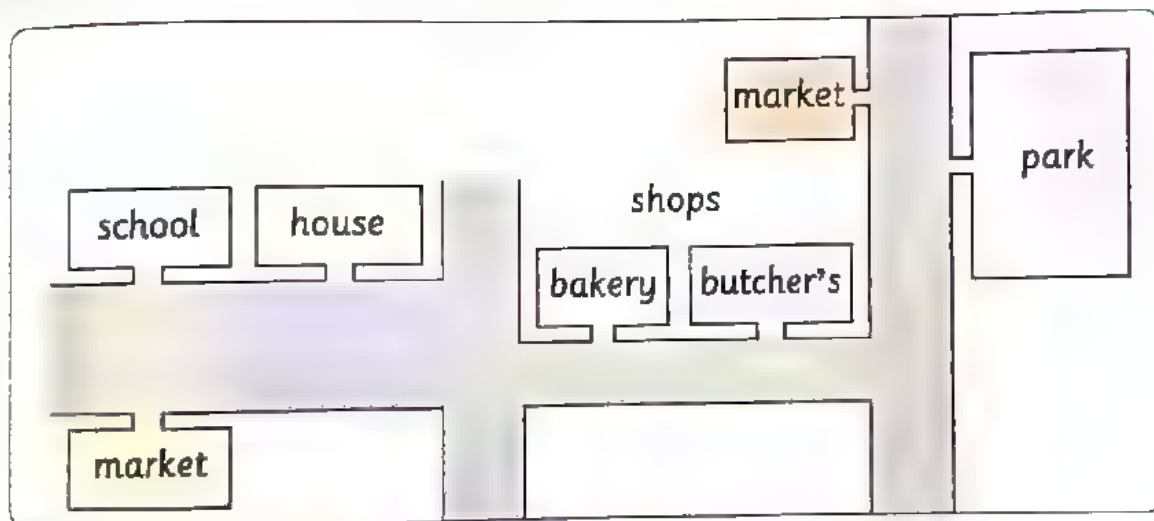 market
park
shops
school
house
bakery
butcher's
market